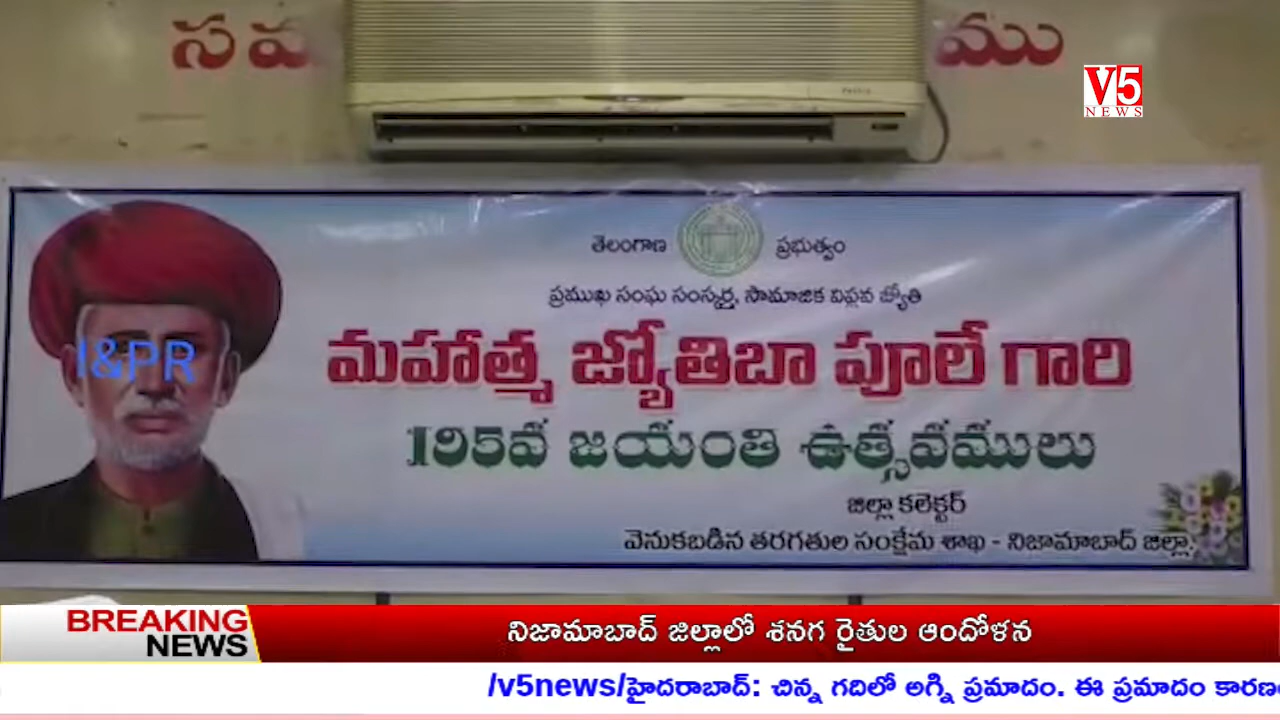 V5
NEWS
తెలంగాణ ప్రభుత్వం
ప్రముఖ సంఘ సంస్కర్త, సామాజిక విప్లవ జ్యోతి
మహాత్మ జ్యోతిబా పూలే గారి
I&PR
195వ జయంతి ఉత్సవములు
జిల్లా కలెక్టర్
వెనుకబడిన తరగతుల సంక్షేమ శాఖ - నిజామాబాద్ జిల్లా.
BREAKING
NEWS
నిజామాబాద్ జిల్లాలో శనగ రైతుల ఆందోళన
/v5news/హైదరాబాద్: చిన్న గదిలో అగ్ని ప్రమాదం. ఈ ప్రమాదం